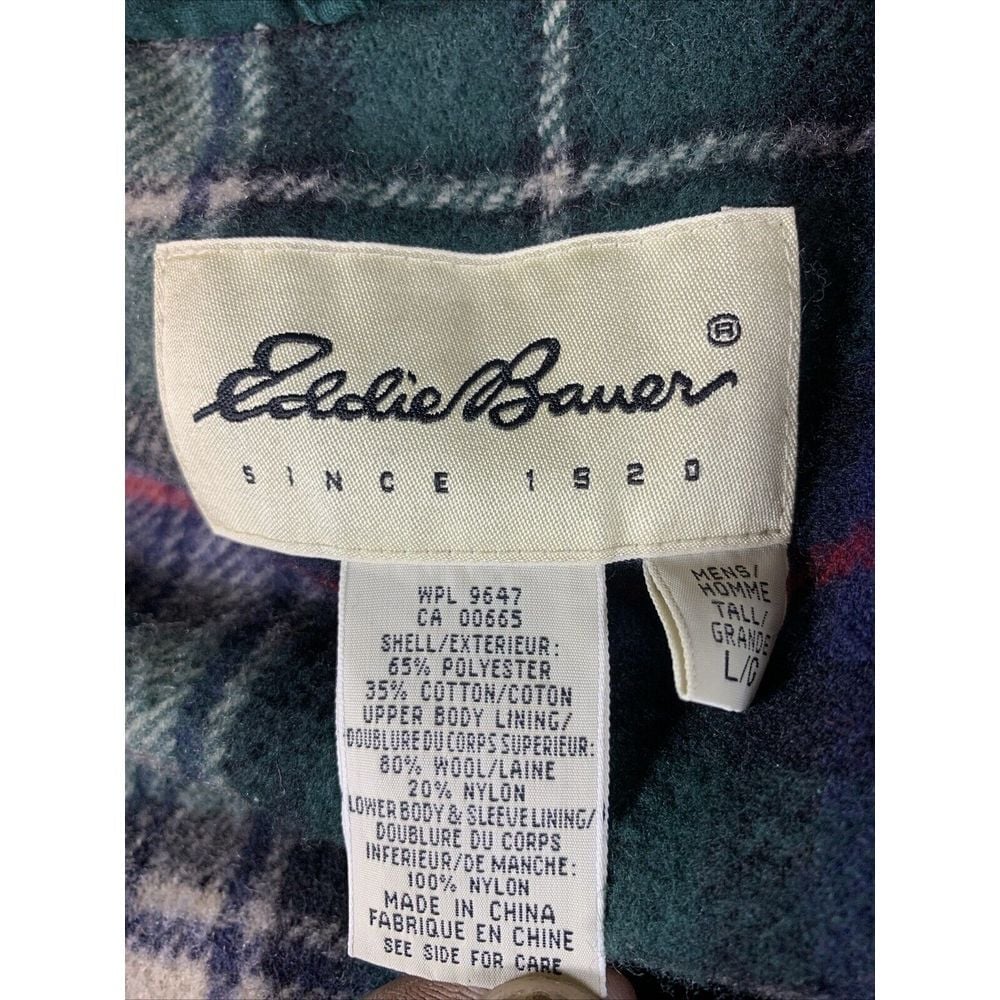 Eddie Bauer ®
SINCE 1920
WPL 9647
CA 00665
SHELL/EXTERIEUR:
65% POLYESTER
35% COTTON/COTON
UPPER BODY LINING/
DOUBLURE DU CORPS SUPERIEUR:
80% WOOL/LAINE
20% NYLON
LOWER BODY & SLEEVE LINING/
DOUBLURE DU CORPS
INFERIEUR/DE MANCHE:
100% NYLON
MADE IN CHINA
FABRIQUE EN CHINE
SEE SIDE FOR CARE
MENS/
HOMME
TALL/
GRANDE
L/G